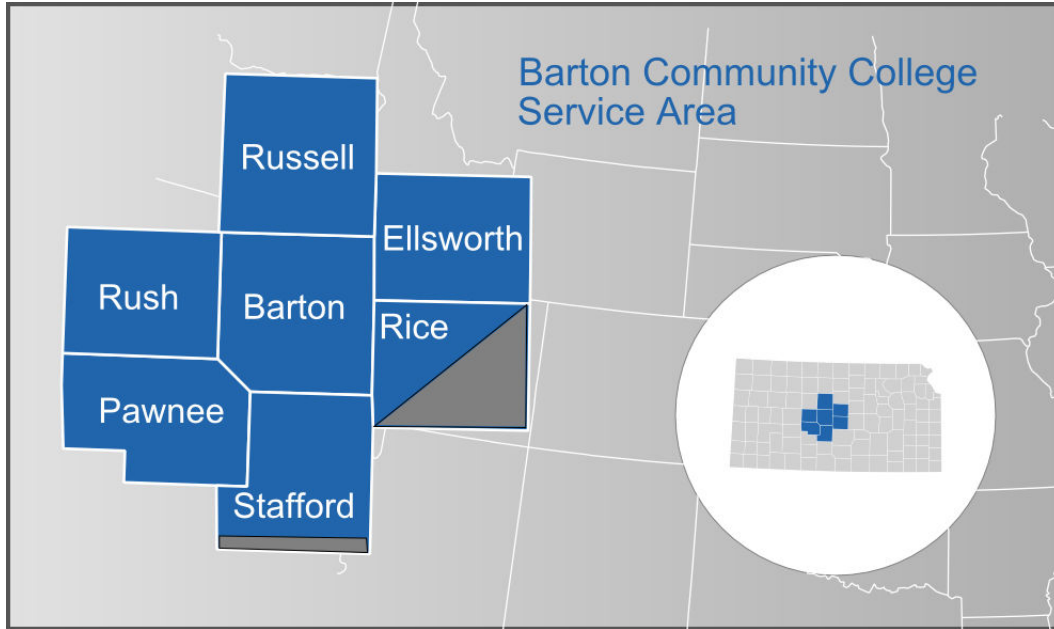 Barton Community College
Service Area
Russell
Ellsworth
Rush
Barton
Rice
Pawnee
Stafford